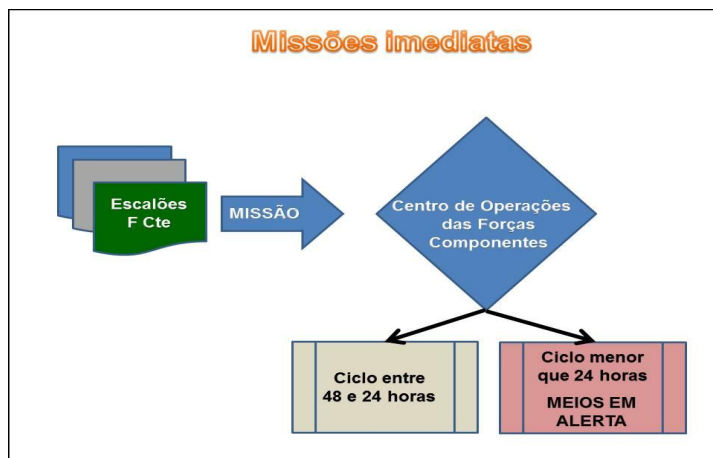 Missões imediatas
Escalões
F Cte
MISSÃO
Centro de Operações
das Forças
Componentes
Ciclo entre
48 e 24 horas
Ciclo menor
que 24 horas
MEIOS EM
ALERTA